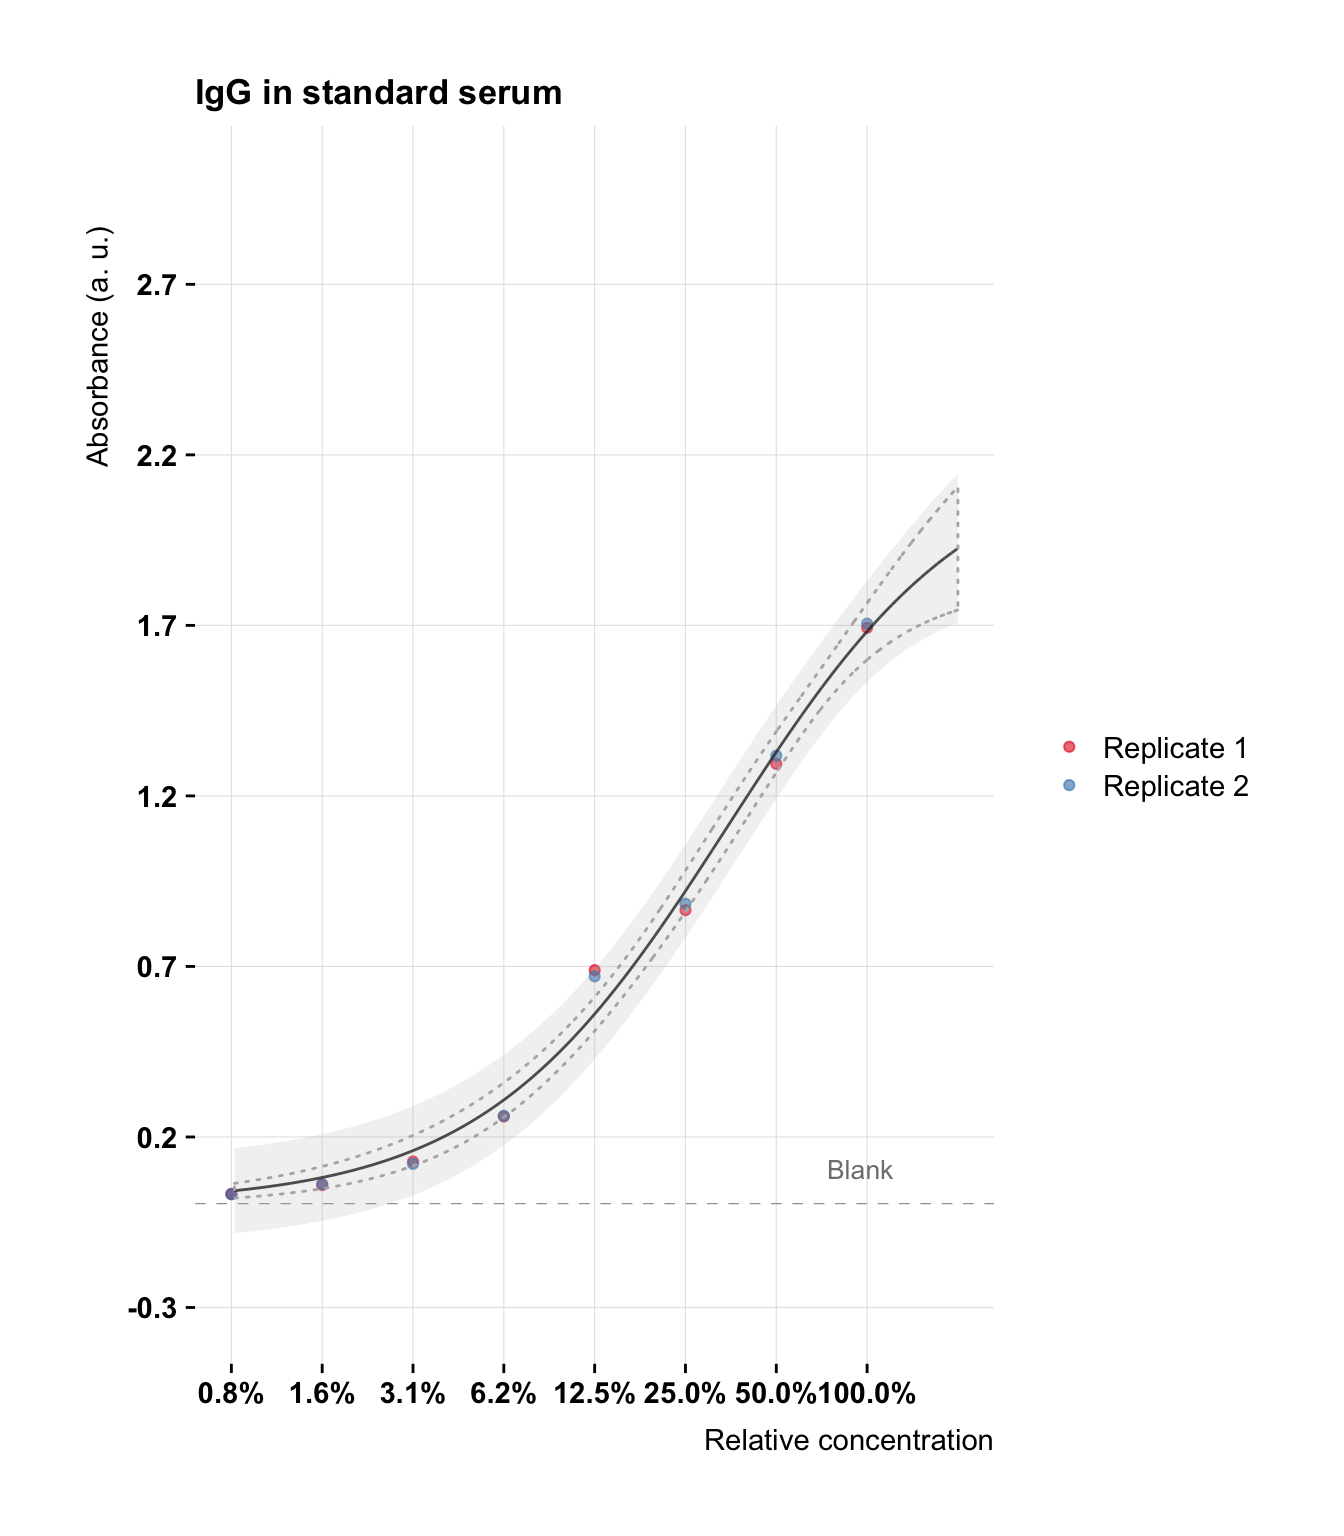 IgG in standard serum
Absorbance (a. u.)
2.7
2.2
1.7
1.2
0.7
0.2
-0.3
Blank
Replicate 1
Replicate 2
0.8% 1.6% 3.1% 6.2% 12.5% 25.0% 50.0% 100.0%
Relative concentration